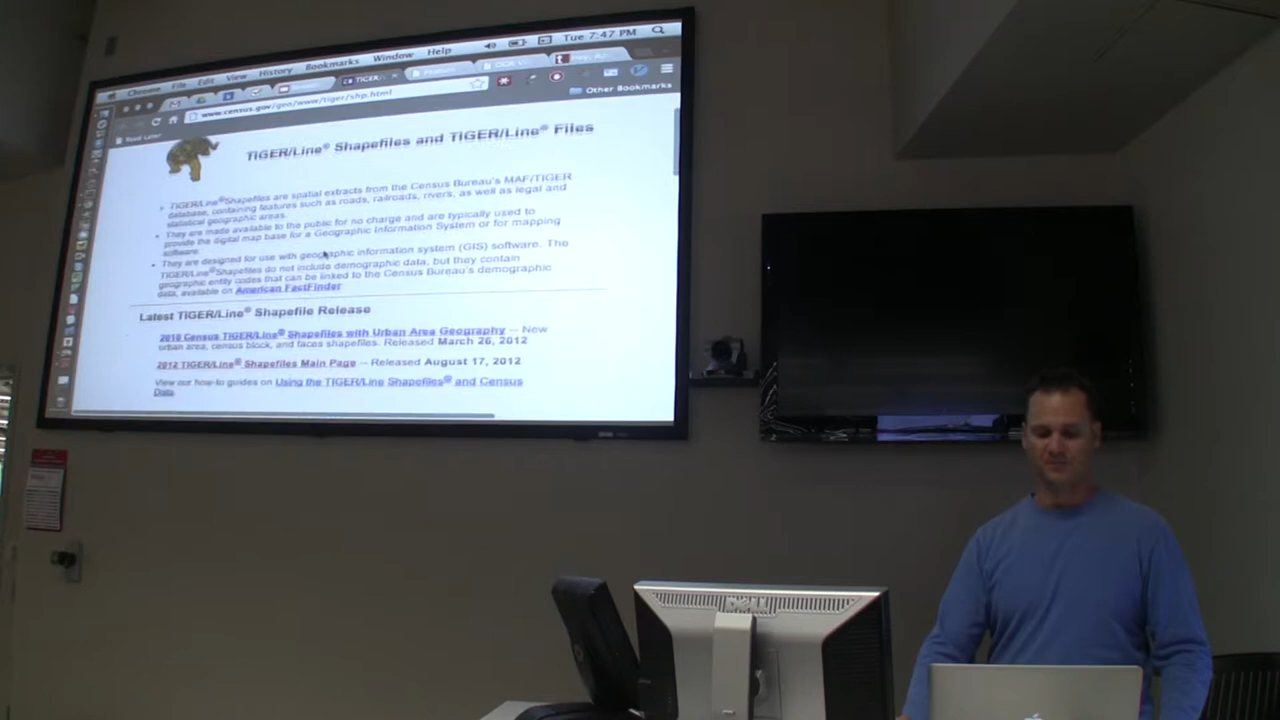 Chrome File Edit View History Bookmarks Window Help Tue 7:47 PM
TIGER/
www.census.gov/geo/www/tiger/shp.html
Read Later
Other Bookmarks
TIGER/Line® Shapefiles and TIGER/Line® Files
TIGER/Line® Shapefiles are spatial extracts from the Census Bureau's MAF/TIGER
database, containing features such as roads, railroads, rivers, as well as legal and
statistical geographic areas.
They are made available to the public for no charge and are typically used to
provide the digital map base for a Geographic Information System or for mapping
software.
They are designed for use with geographic information system (GIS) software. The
TIGER/Line® Shapefiles do not include demographic data, but they contain
geographic entity codes that can be linked to the Census Bureau's demographic
data, available on American FactFinder
Latest TIGER/Line® Shapefile Release
2010 Census TIGER/Line® Shapefiles with Urban Area Geography -- New
urban area, census block, and faces shapefiles. Released March 26, 2012
2012 TIGER/Line® Shapefiles Main Page -- Released August 17, 2012
View our how-to guides on Using the TIGER/Line Shapefiles® and Census
Data.
DELL